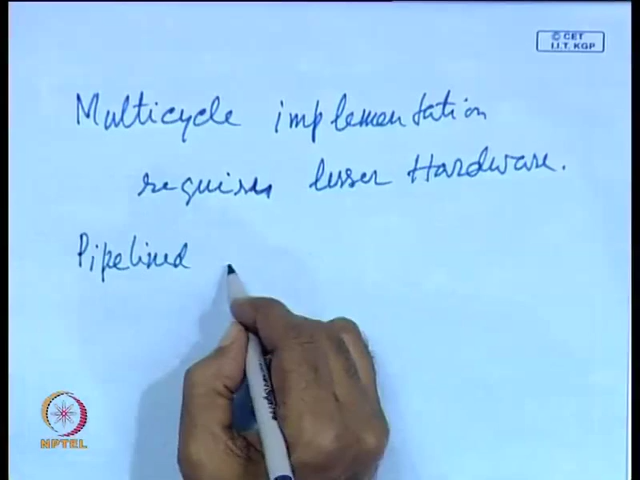 © CET
I.I.T. KGP
Multicycle implementation
requires lesser Hardware.
Pipelined
NPTEL